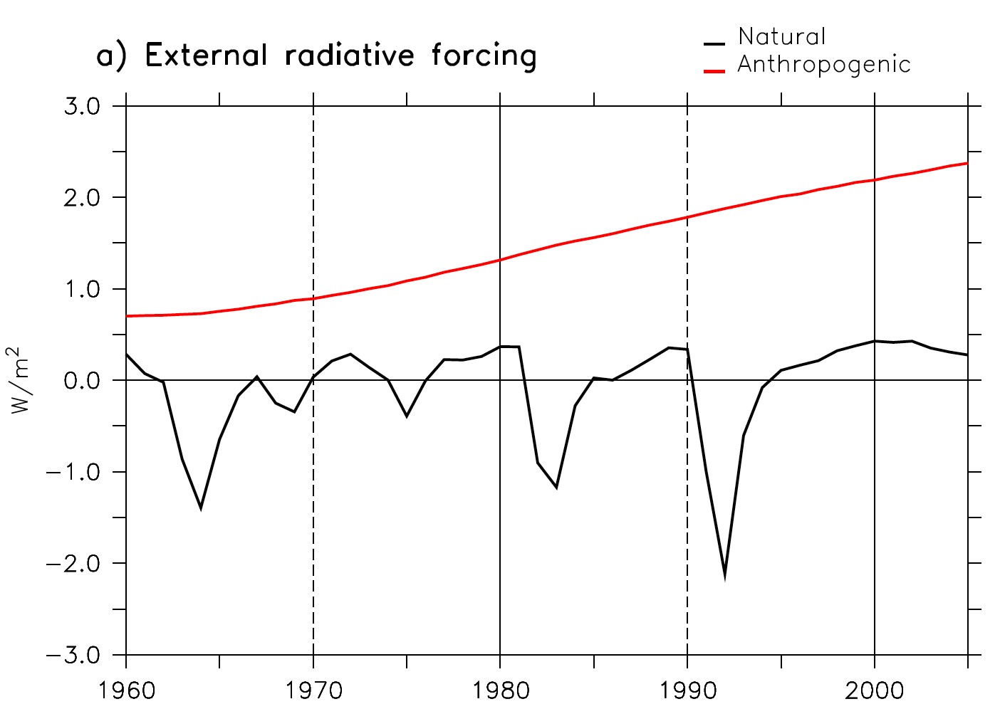 a) External radiative forcing
Natural
Anthropogenic
3.0
2.0
1.0
0.0
−1.0
−2.0
−3.0
W/m²
1960 1970 1980 1990 2000